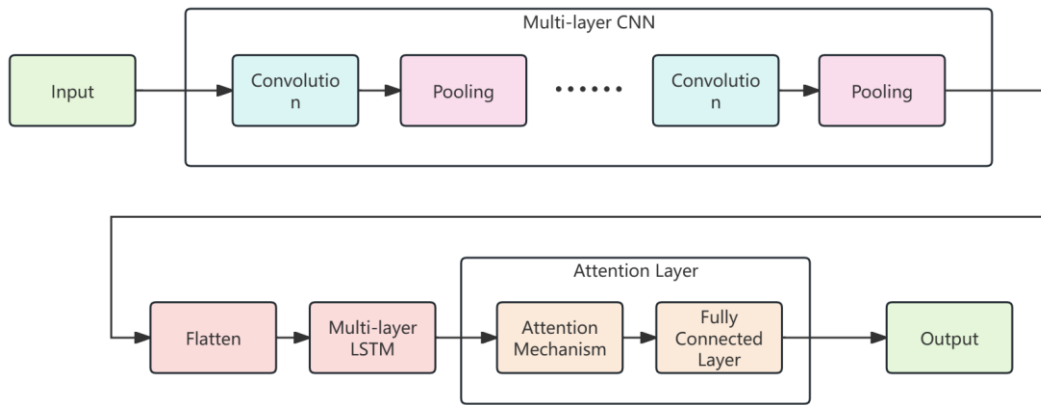 Multi-layer CNN
Input
Convolutio
n
Pooling
......
Convolutio
n
Pooling
Attention Layer
Flatten
Multi-layer
LSTM
Attention
Mechanism
Fully
Connected
Layer
Output